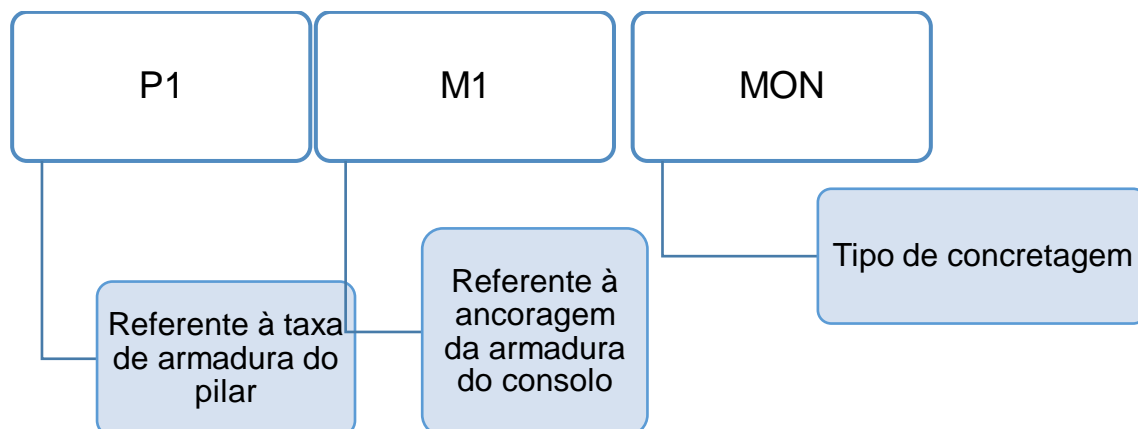 P1
M1
MON
Referente à taxa
de armadura do
pilar
Referente à
ancoragem
da armadura
do consolo
Tipo de concretagem